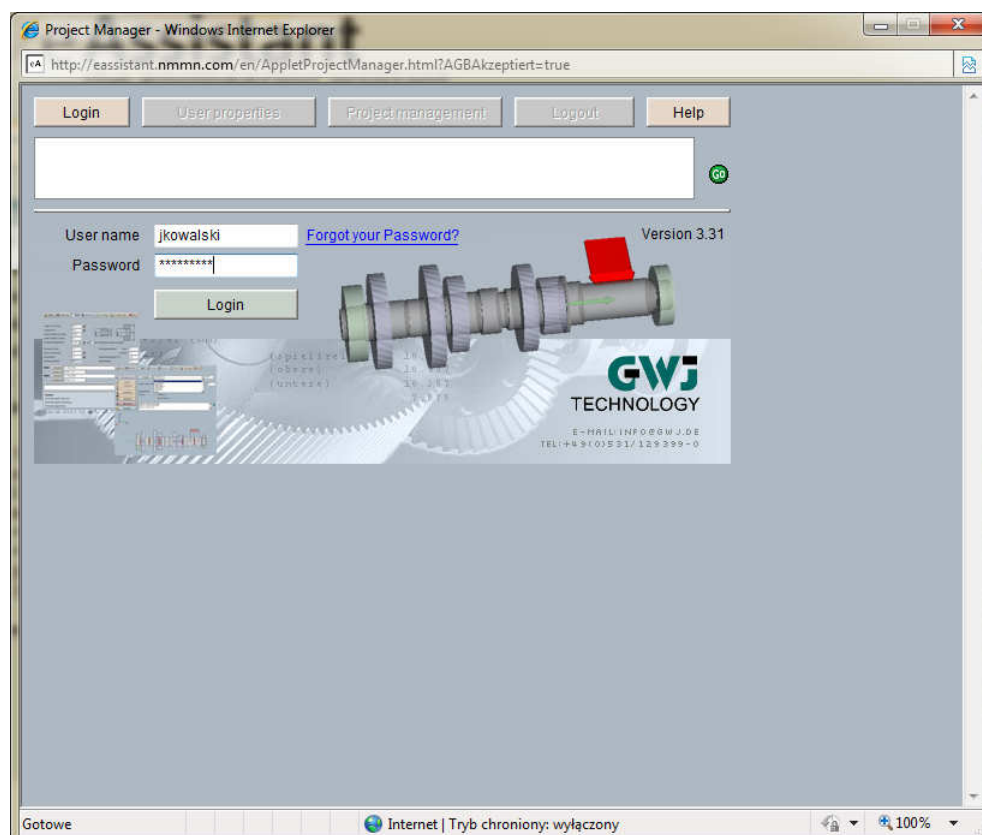 Project Manager - Windows Internet Explorer
http://eassistant.nmmn.com/en/AppletProjectManager.html?AGBAkzeptiert=true
Login User properties Project management Logout Help
GO
User name jkowalski Forgot your Password? Version 3.31
Password *********
Login
GWJ
TECHNOLOGY
E-MAIL:INFO@GWJ.DE
TEL:+49(0)531/129399-0
Gotowe Internet | Tryb chroniony: wyłączony 100%